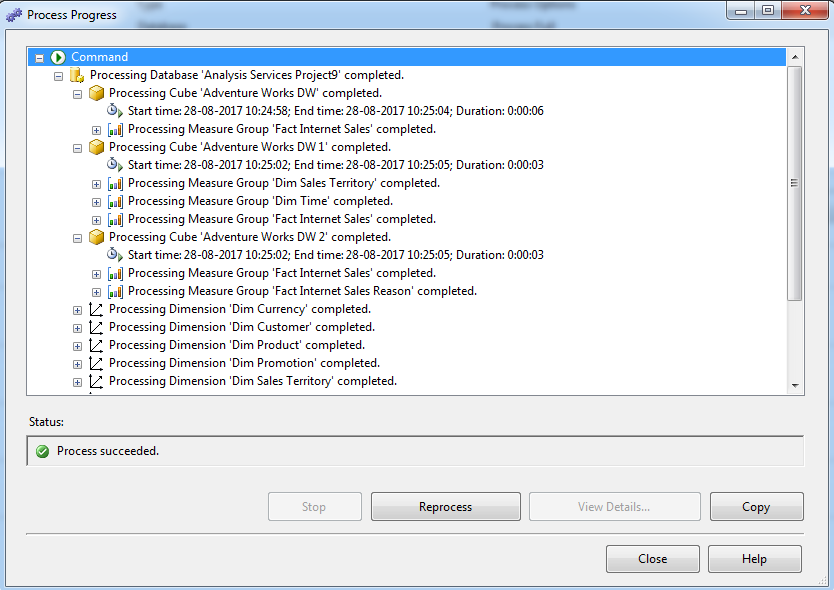 Process Progress
Command
Processing Database 'Analysis Services Project9' completed.
Processing Cube 'Adventure Works DW' completed.
Start time: 28-08-2017 10:24:58; End time: 28-08-2017 10:25:04; Duration: 0:00:06
Processing Measure Group 'Fact Internet Sales' completed.
Processing Cube 'Adventure Works DW 1' completed.
Start time: 28-08-2017 10:25:02; End time: 28-08-2017 10:25:05; Duration: 0:00:03
Processing Measure Group 'Dim Sales Territory' completed.
Processing Measure Group 'Dim Time' completed.
Processing Measure Group 'Fact Internet Sales' completed.
Processing Cube 'Adventure Works DW 2' completed.
Start time: 28-08-2017 10:25:02; End time: 28-08-2017 10:25:05; Duration: 0:00:03
Processing Measure Group 'Fact Internet Sales' completed.
Processing Measure Group 'Fact Internet Sales Reason' completed.
Processing Dimension 'Dim Currency' completed.
Processing Dimension 'Dim Customer' completed.
Processing Dimension 'Dim Product' completed.
Processing Dimension 'Dim Promotion' completed.
Processing Dimension 'Dim Sales Territory' completed.
Status:
Process succeeded.
Stop Reprocess View Details... Copy
Close Help